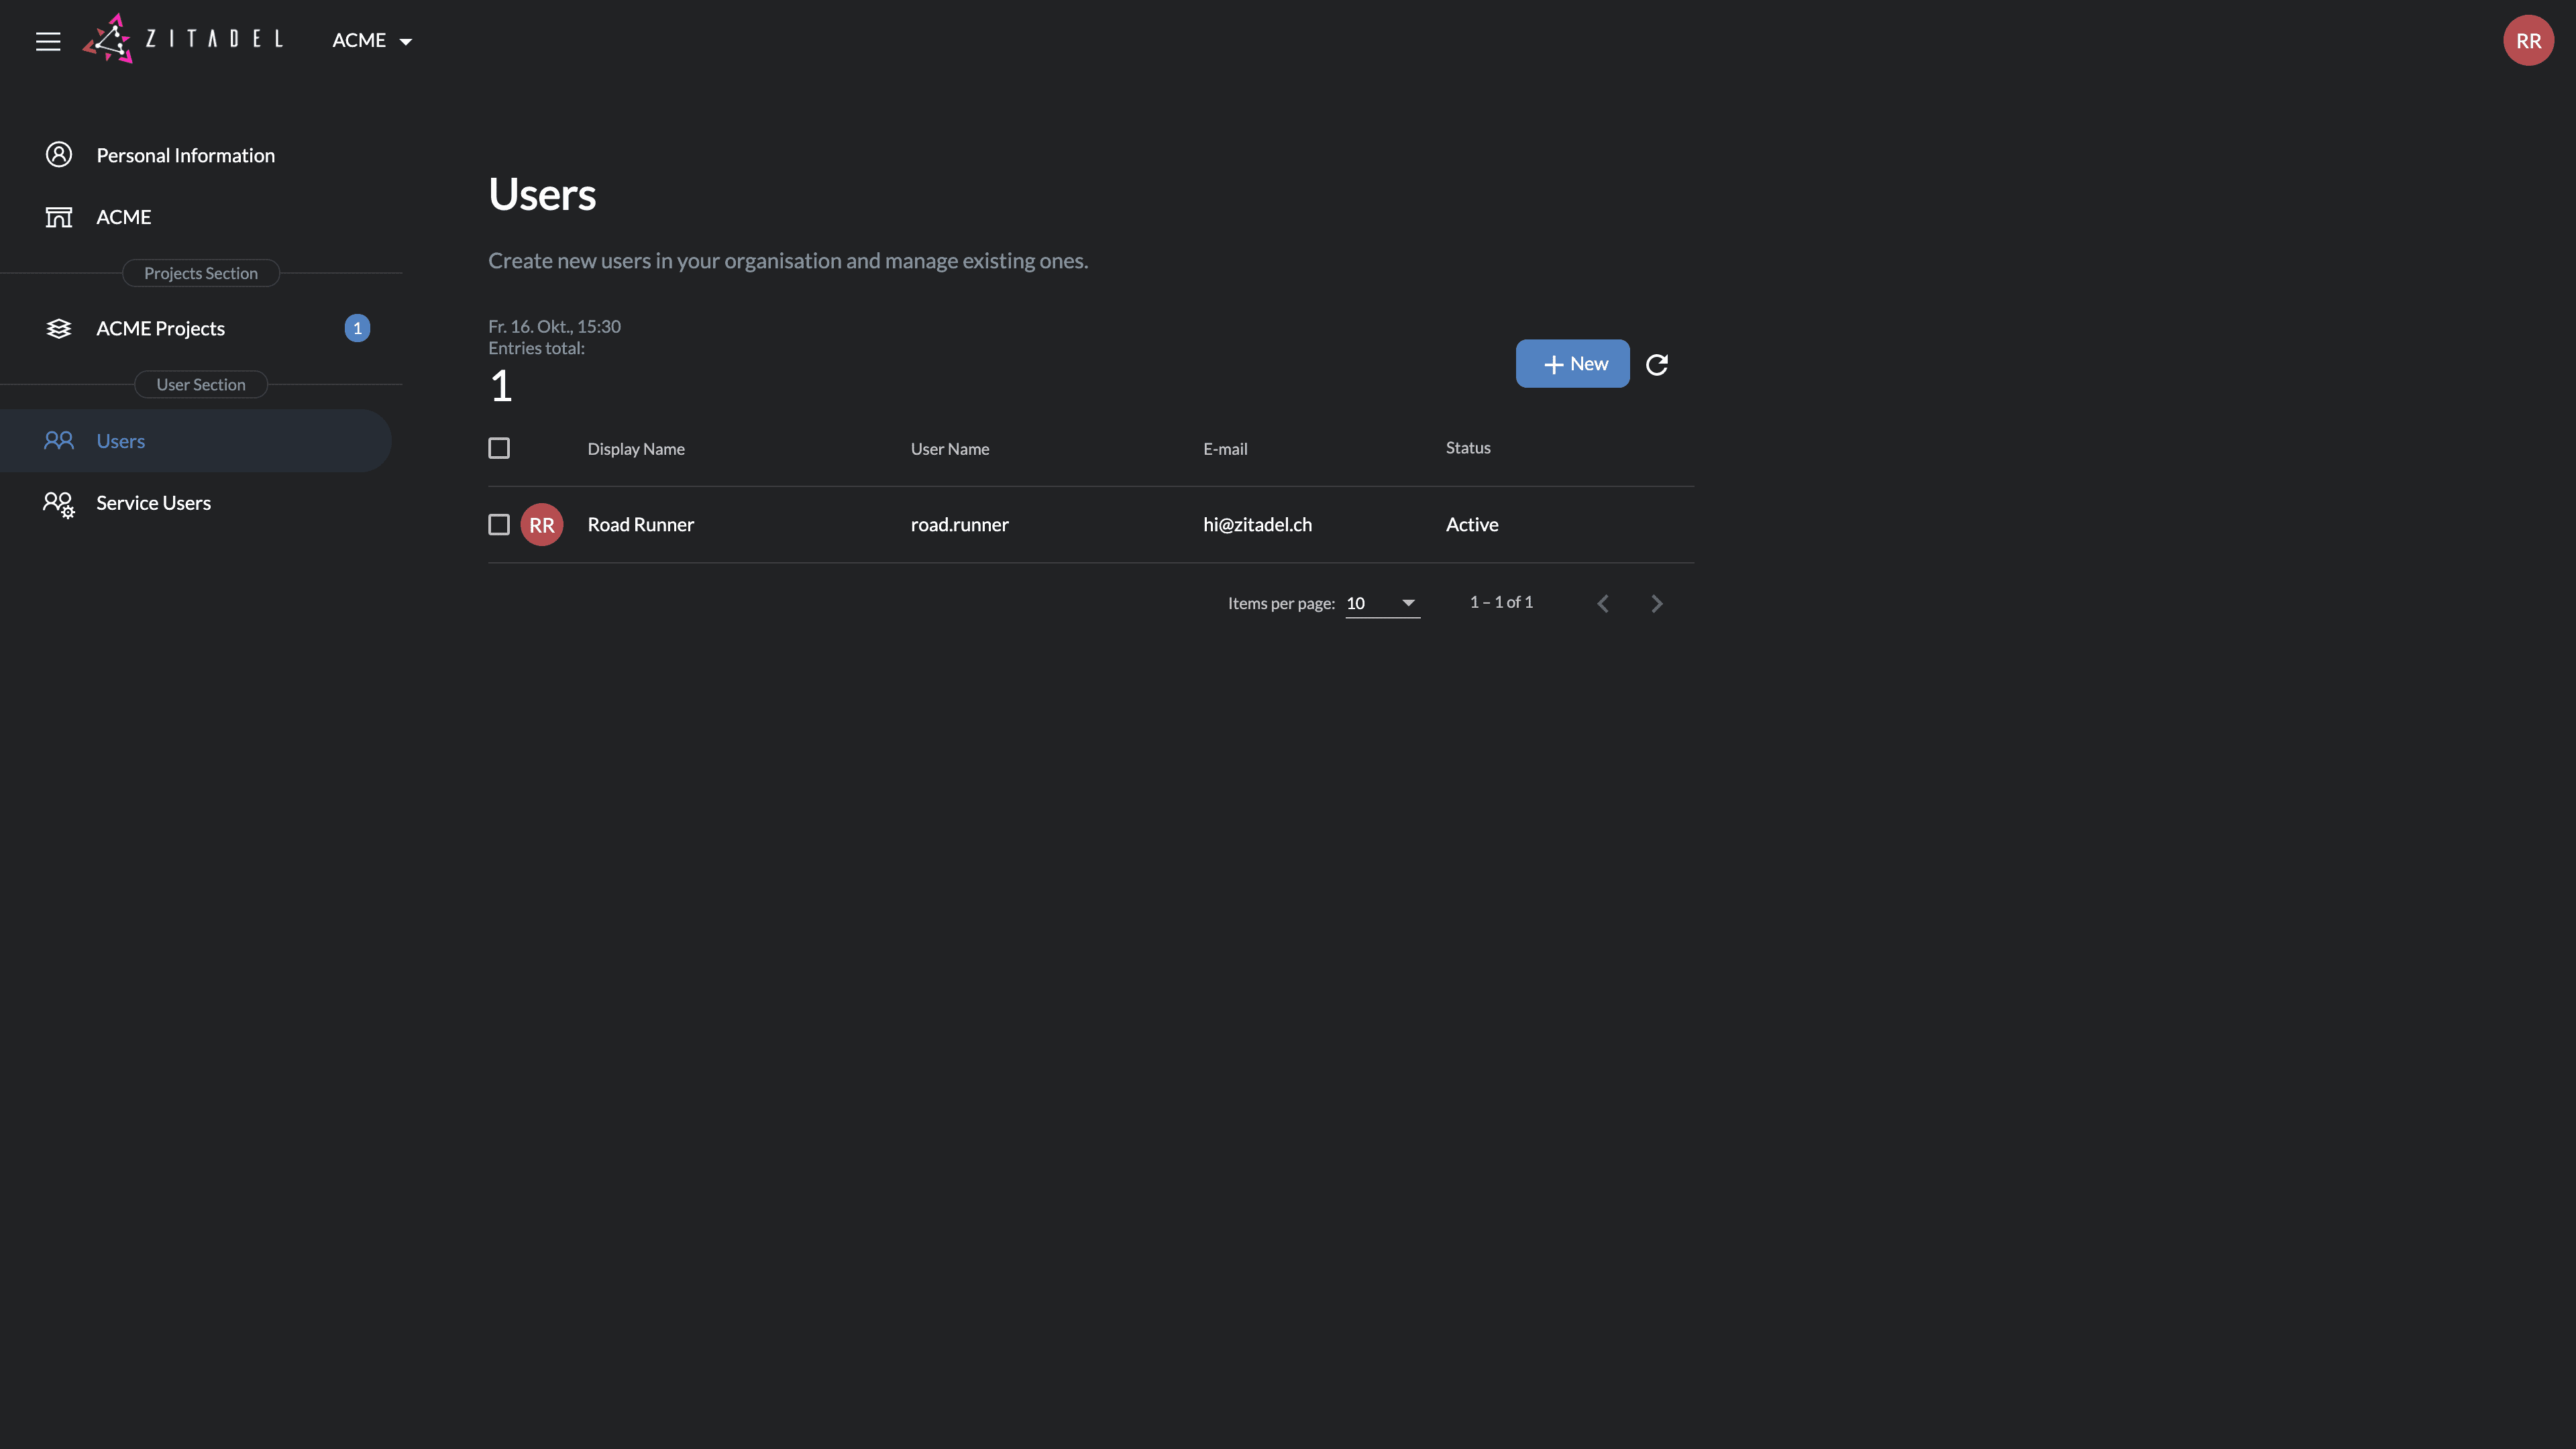 ZITADEL
ACME
RR
Personal Information
ACME
Projects Section
ACME Projects
1
User Section
Users
Service Users
Users
Create new users in your organisation and manage existing ones.
Fr. 16. Okt., 15:30
Entries total:
1
New
Display Name User Name E-mail Status
RR Road Runner road.runner hi@zitadel.ch Active
Items per page: 10 1 – 1 of 1